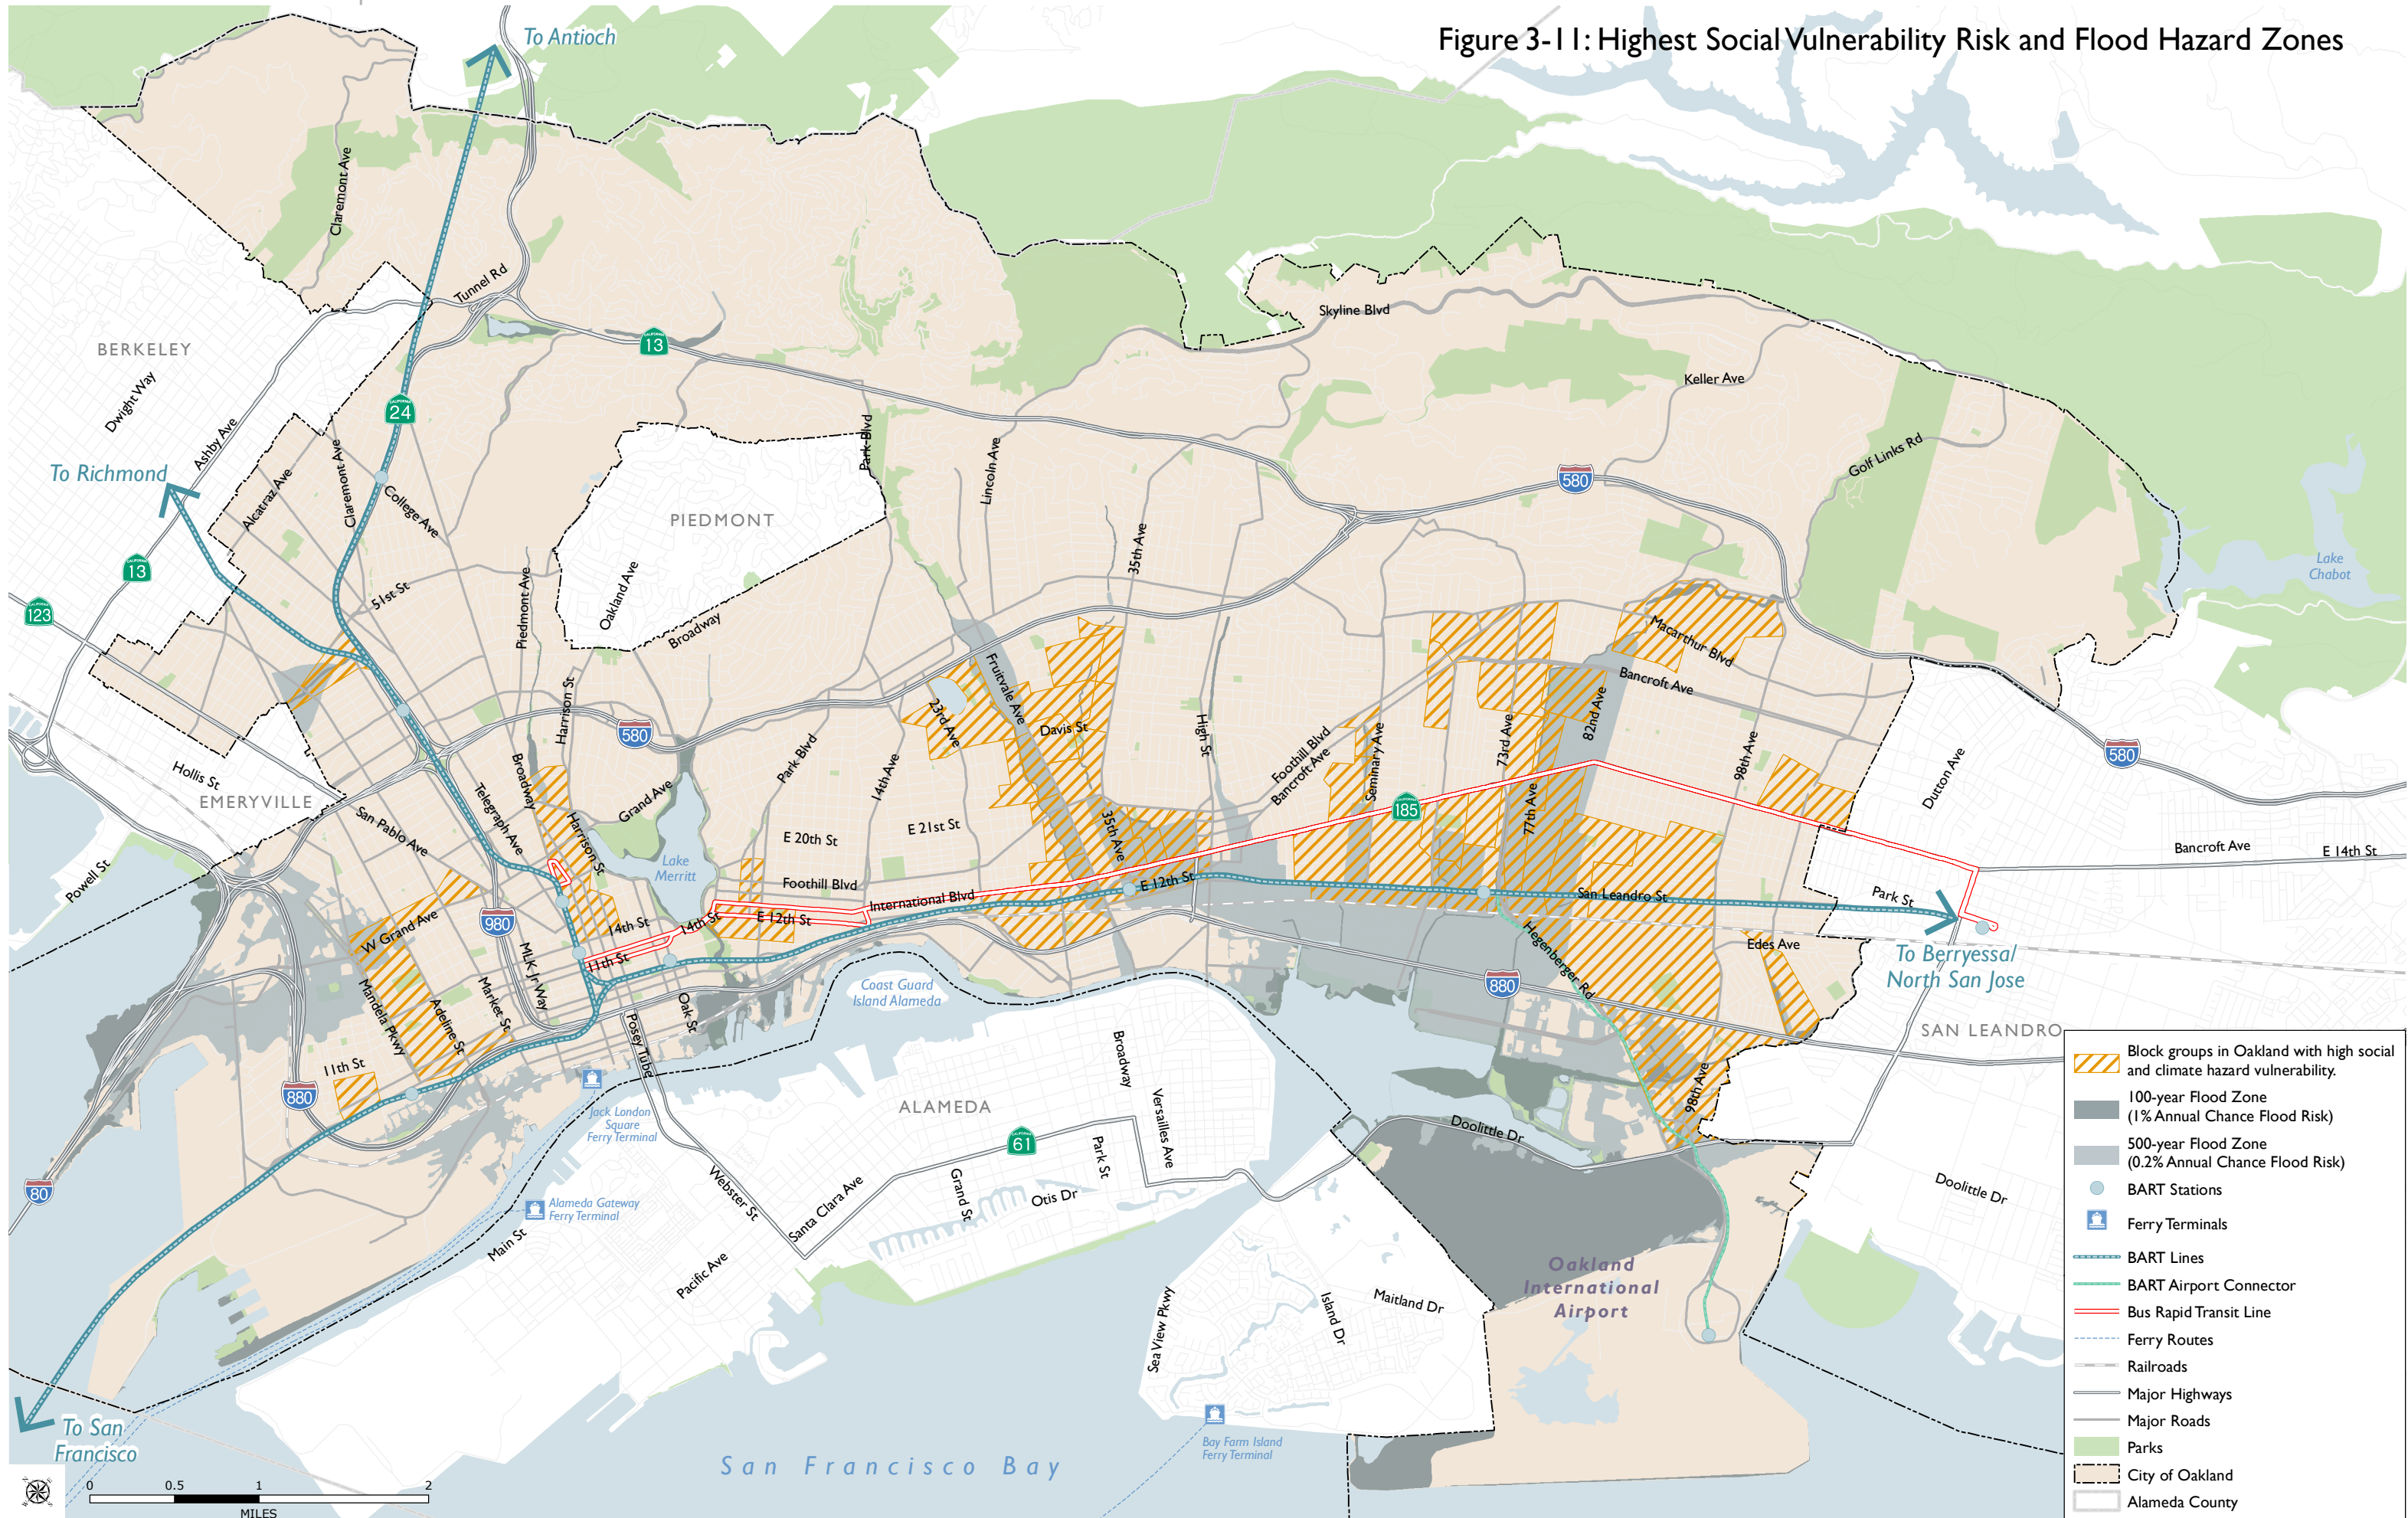 Figure 3-11: Highest Social Vulnerability Risk and Flood Hazard Zones
To Antioch
Claremont Ave
Tunnel Rd
CALIFORNIA
13
Skyline Blvd
BERKELEY
Dwight Way
Ashby Ave
CALIFORNIA
24
Keller Ave
To Richmond
Alcatraz Ave
Claremont Ave
College Ave
Park Blvd
Lincoln Ave
35th Ave
580
Golf Links Rd
PIEDMONT
Lake
Chabot
CALIFORNIA
13
CALIFORNIA
123
51st St
Piedmont Ave
Oakland Ave
Broadway
Macarthur Blvd
Bancroft Ave
Fruitvale Ave
23rd Ave
Davis St
High St
Foothill Blvd
Bancroft Ave
Seminary Ave
73rd Ave
82nd Ave
77th Ave
98th Ave
Dutton Ave
580
Harrison St
580
Park Blvd
14th Ave
Hollis St
EMERYVILLE
San Pablo Ave
Telegraph Ave
Broadway
Harrison St
Grand Ave
Lake
Merritt
E 20th St
E 21st St
Foothill Blvd
35th Ave
CALIFORNIA
185
Bancroft Ave
E 14th St
Powell St
W Grand Ave
980
14th St
14th St
E 12th St
International Blvd
E 12th St
San Leandro St
Park St
11th St
MLK Jr Way
Market St
Adeline St
Mandela Pkwy
11th St
Oak St
Posey Tube
Coast Guard
Island Alameda
Hegenberger Rd
Edes Ave
To Berryessa/
North San Jose
880
880
SAN LEANDRO
98th Ave
80
Jack London
Square
Ferry Terminal
ALAMEDA
Broadway
Versailles Ave
Park St
CALIFORNIA
61
Doolittle Dr
Doolittle Dr
Alameda Gateway
Ferry Terminal
Main St
Webster St
Santa Clara Ave
Grand St
Otis Dr
Pacific Ave
Sea View Pkwy
Island Dr
Maitland Dr
Oakland
International
Airport
Bay Farm Island
Ferry Terminal
San Francisco Bay
To San
Francisco
N
E
S
W
0
0.5
1
2
MILES
Block groups in Oakland with high social
and climate hazard vulnerability.
100-year Flood Zone
(1% Annual Chance Flood Risk)
500-year Flood Zone
(0.2% Annual Chance Flood Risk)
BART Stations
Ferry Terminals
BART Lines
BART Airport Connector
Bus Rapid Transit Line
Ferry Routes
Railroads
Major Highways
Major Roads
Parks
City of Oakland
Alameda County